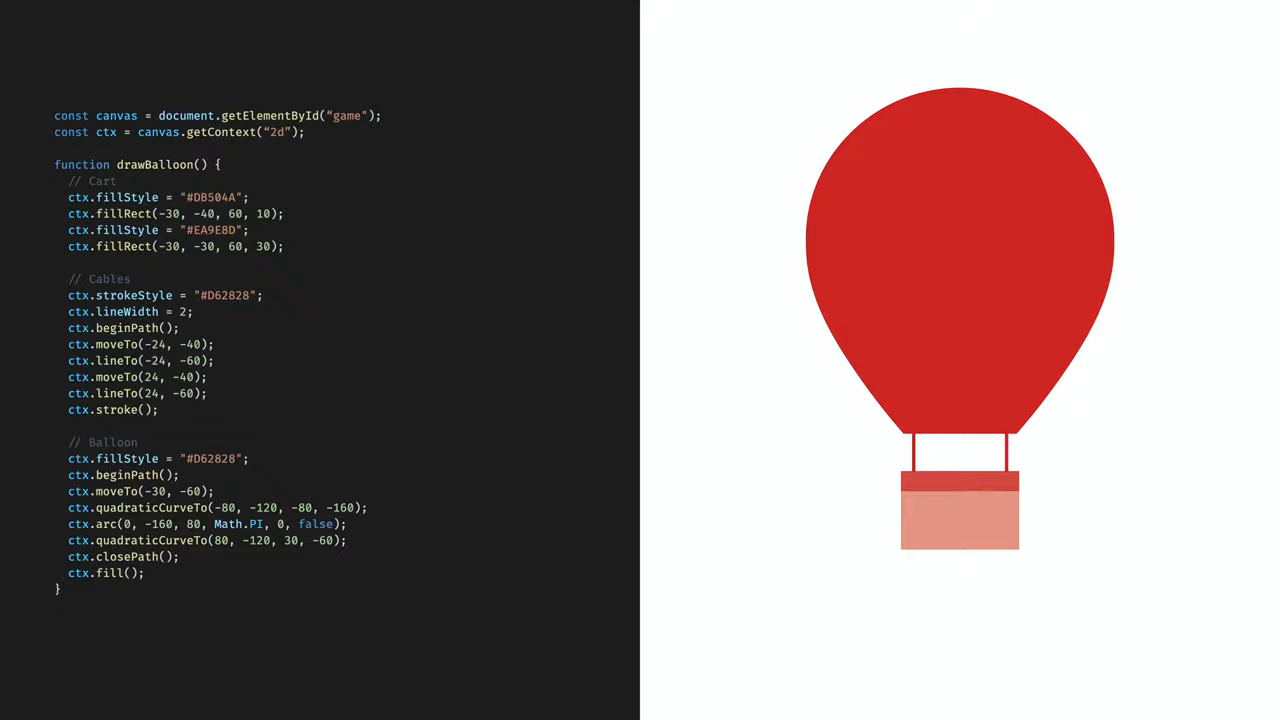 const canvas = document.getElementById(“game");
const ctx = canvas.getContext(“2d”);
function drawBalloon() {
// Cart
ctx.fillStyle = "#DB504A";
ctx.fillRect(-30, -40, 60, 10);
ctx.fillStyle = "#EA9E8D";
ctx.fillRect(-30, -30, 60, 30);
// Cables
ctx.strokeStyle = "#D62828";
ctx.lineWidth = 2;
ctx.beginPath();
ctx.moveTo(-24, -40);
ctx.lineTo(-24, -60);
ctx.moveTo(24, -40);
ctx.lineTo(24, -60);
ctx.stroke();
// Balloon
ctx.fillStyle = "#D62828";
ctx.beginPath();
ctx.moveTo(-30, -60);
ctx.quadraticCurveTo(-80, -120, -80, -160);
ctx.arc(0, -160, 80, Math.PI, 0, false);
ctx.quadraticCurveTo(80, -120, 30, -60);
ctx.closePath();
ctx.fill();
}